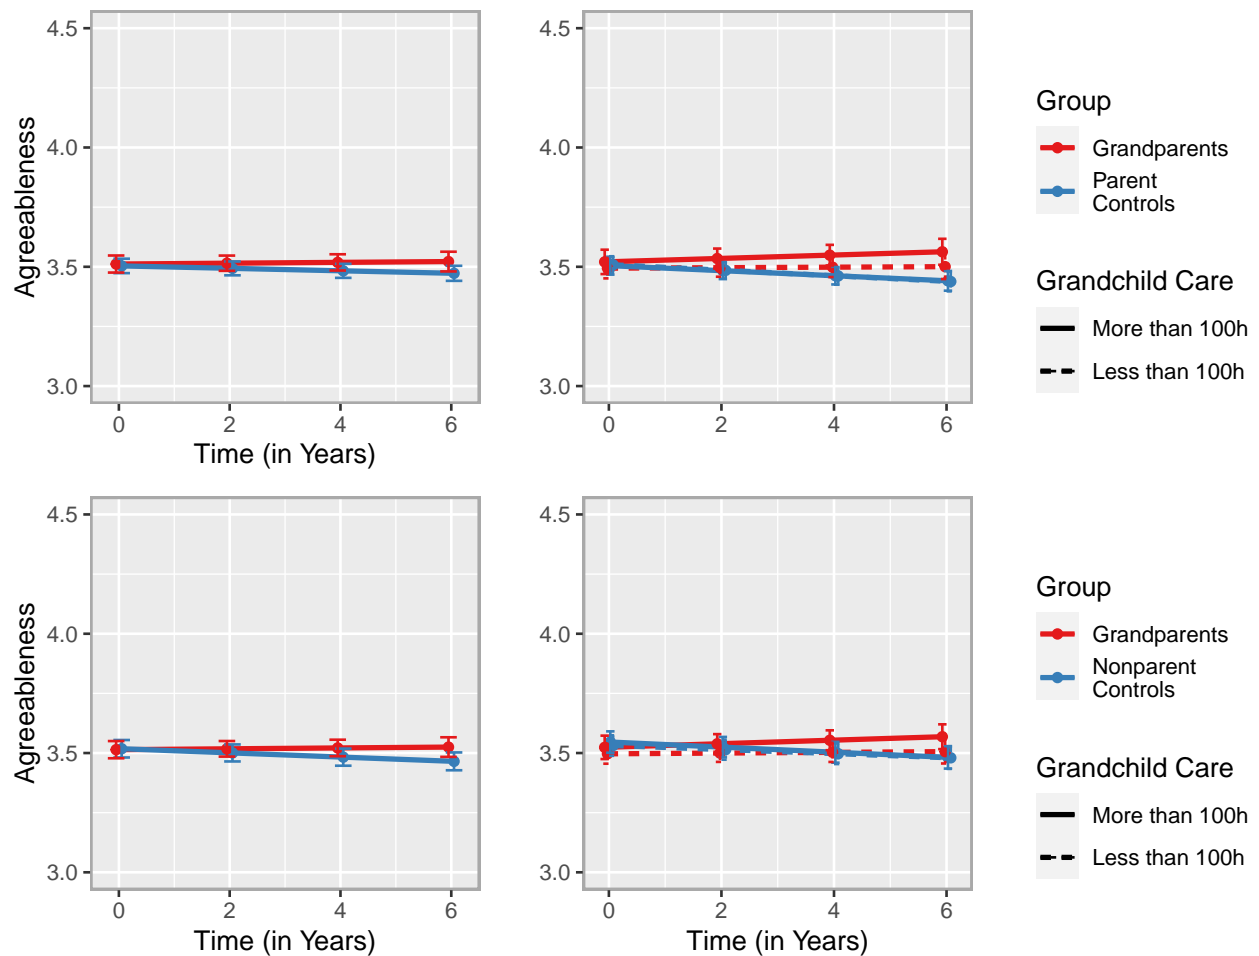 4.5
4.0
3.5
3.0
Agreeableness
0 2 4 6
Time (in Years)
4.5
4.0
3.5
3.0
0 2 4 6
Group
Grandparents
Parent
Controls
Grandchild Care
More than 100h
Less than 100h
4.5
4.0
3.5
3.0
Agreeableness
0 2 4 6
Time (in Years)
4.5
4.0
3.5
3.0
0 2 4 6
Time (in Years)
Group
Grandparents
Nonparent
Controls
Grandchild Care
More than 100h
Less than 100h